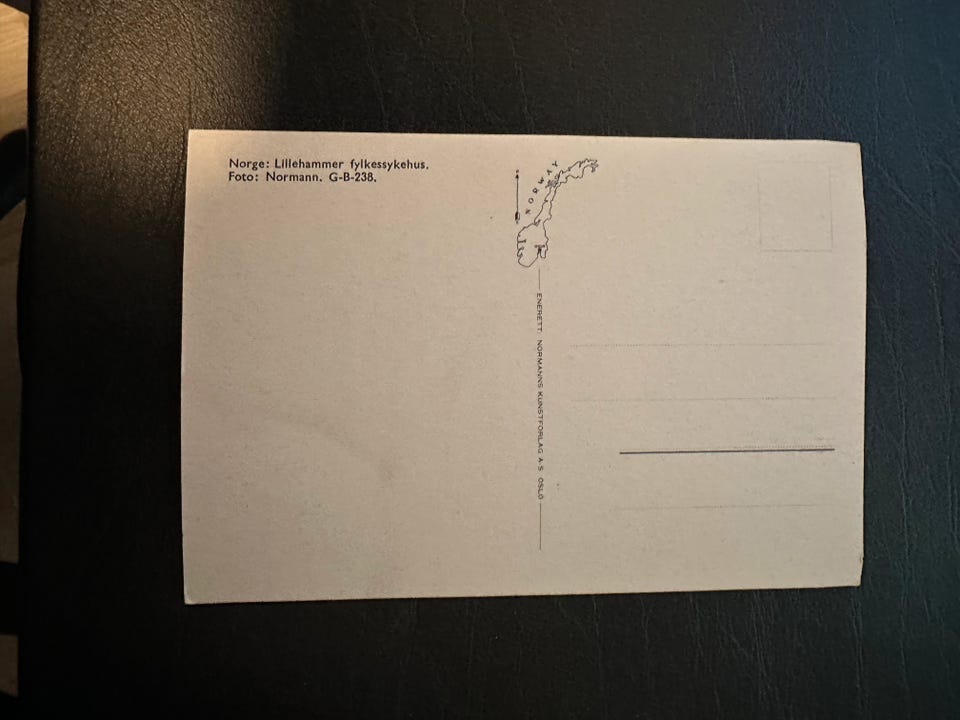 Norge: Lillehammer fylkessykehus.
Foto: Normann. G-B-238.
NORWAY
ENERETT: NORMANNS KUNSTFORLAG A·S OSLO